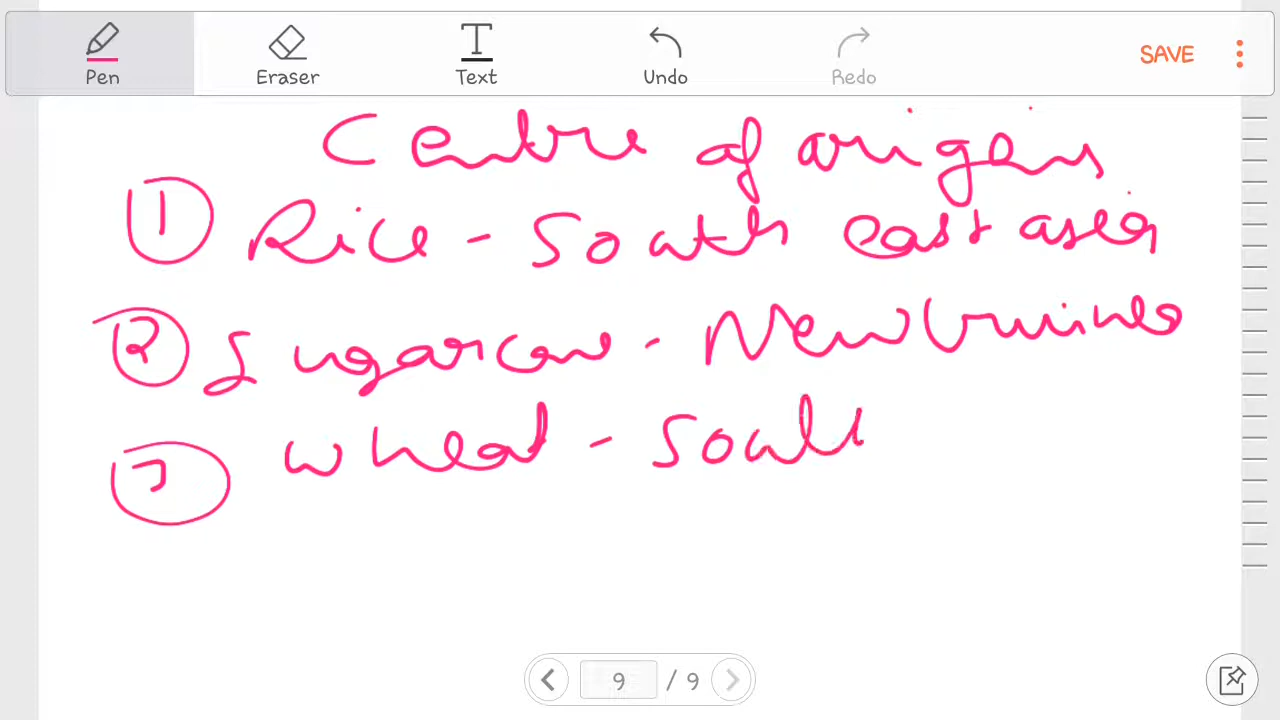 Pen
Eraser
Text
Undo
Redo
SAVE
Centre of origins
1 Rice - South east asia
2 Sugarcane - New Guinea
3 Wheat - South
9 / 9